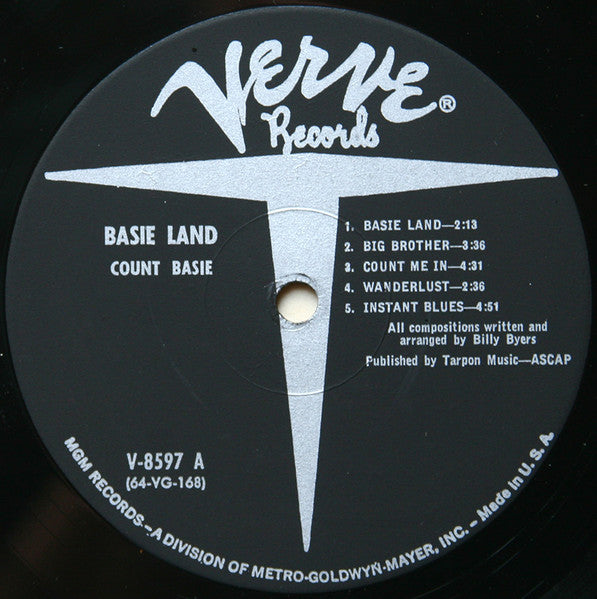 VERVE®
Records
BASIE LAND
COUNT BASIE
1. BASIE LAND—2:13
2. BIG BROTHER—3:36
3. COUNT ME IN—4:31
4. WANDERLUST—2:36
5. INSTANT BLUES—4:51
All compositions written and
arranged by Billy Byers
Published by Tarpon Music—ASCAP
V-8597 A
(64-YG-168)
MGM RECORDS – A DIVISION OF METRO-GOLDWYN-MAYER, INC. – Made in U.S.A.